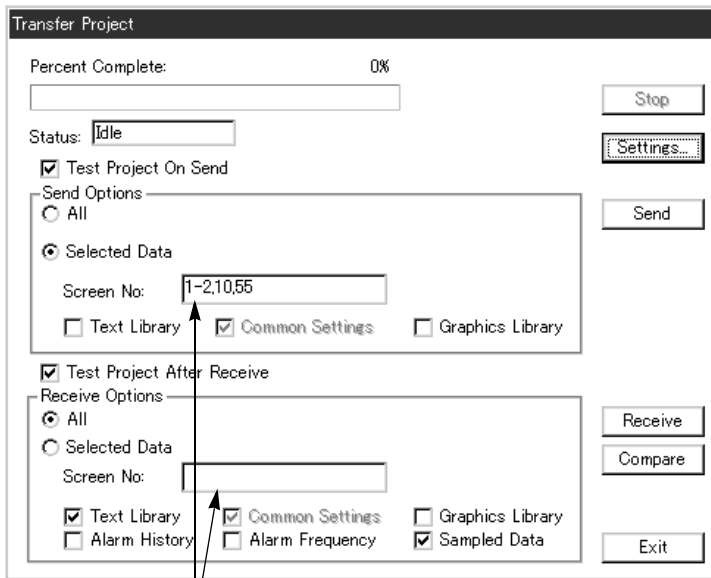 Transfer Project
Percent Complete: 0%
Stop
Status: Idle
Settings...
Test Project On Send
Send Options
All
Send
Selected Data
Screen No: 1-2,10,55
Text Library Common Settings Graphics Library
Test Project After Receive
Receive Options
All
Receive
Selected Data
Compare
Screen No:
Text Library Common Settings Graphics Library
Alarm History Alarm Frequency Sampled Data
Exit